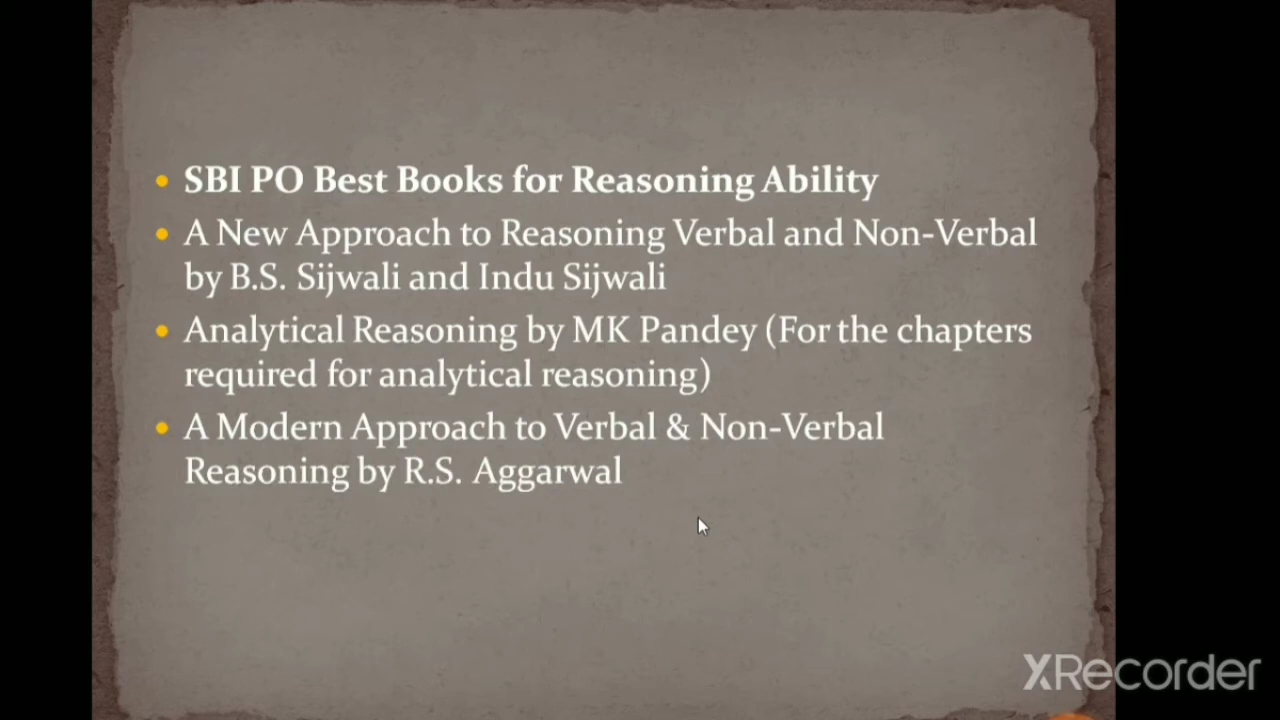 SBI PO Best Books for Reasoning Ability
A New Approach to Reasoning Verbal and Non-Verbal
by B.S. Sijwali and Indu Sijwali
Analytical Reasoning by MK Pandey (For the chapters
required for analytical reasoning)
A Modern Approach to Verbal & Non-Verbal
Reasoning by R.S. Aggarwal
XRecorder